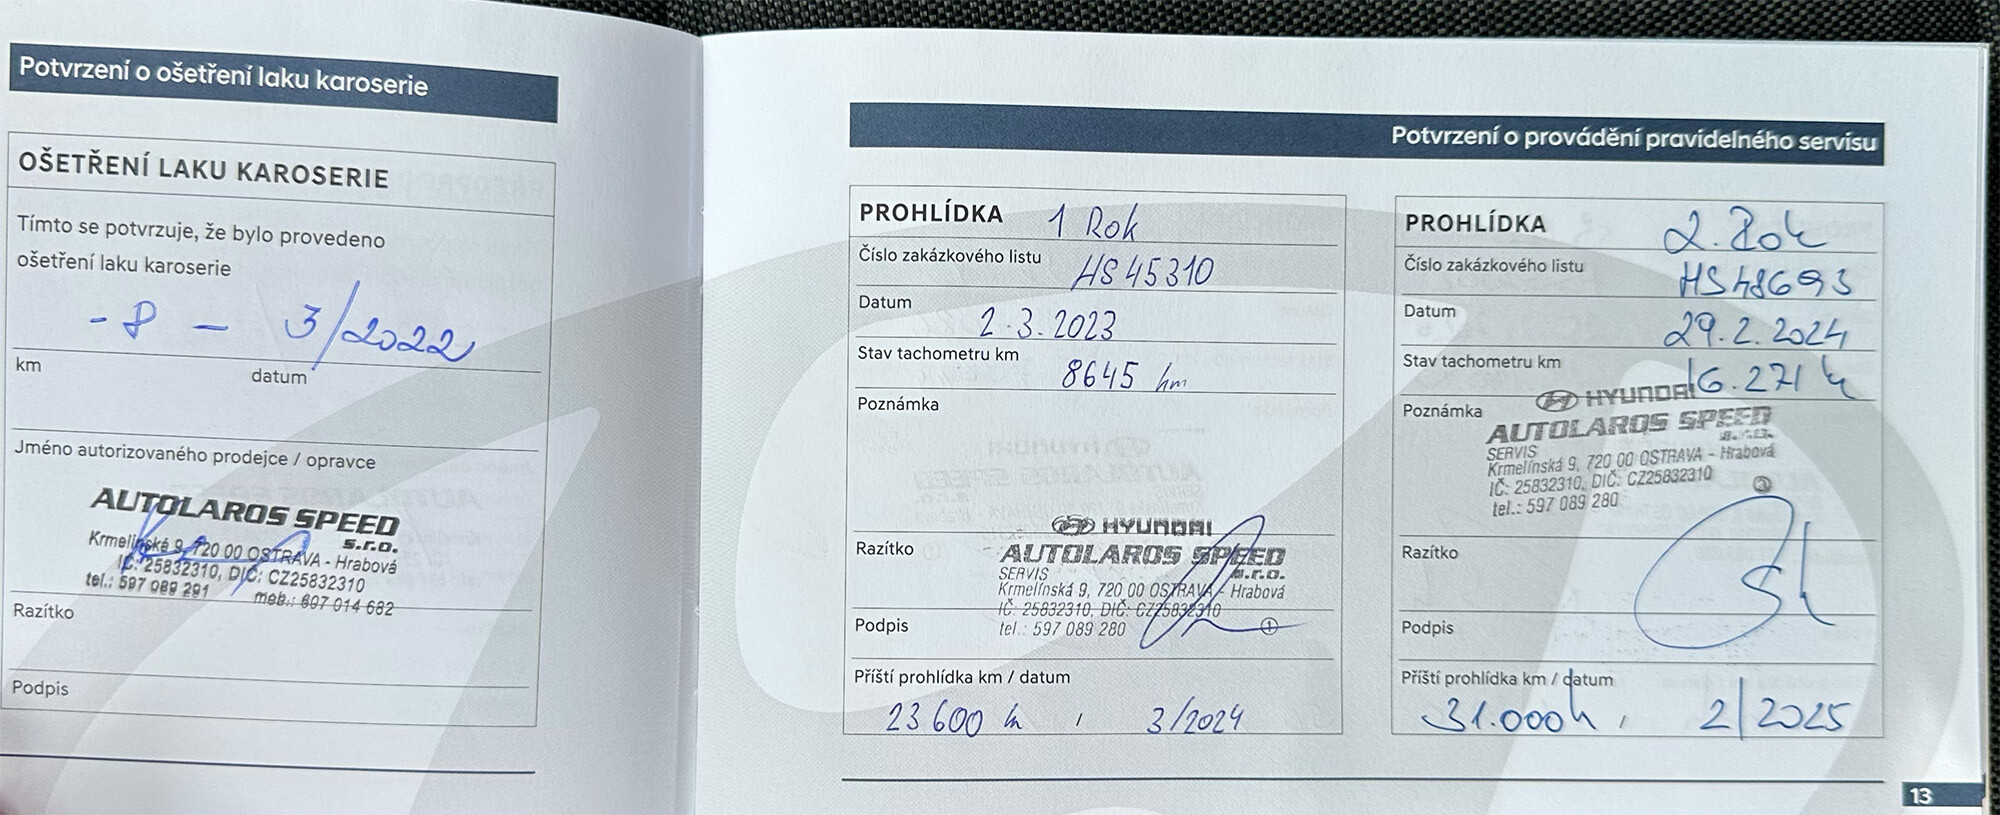 Potvrzení o ošetření laku karoserie
OŠETŘENÍ LAKU KAROSERIE
Tímto se potvrzuje, že bylo provedeno
ošetření laku karoserie
- 8 - 3/2022
km datum
Jméno autorizovaného prodejce / opravce
AUTOLAROS SPEED
s.r.o.
Krmelínská 9, 720 00 OSTRAVA - Hrabová
IČ: 25832310, DIČ: CZ25832310
tel.: 597 089 291 mob.: 607 014 682
Razítko
Podpis
Potvrzení o provádění pravidelného servisu
PROHLÍDKA 1 Rok
Číslo zakázkového listu HS45310
Datum 2.3.2023
Stav tachometru km 8645 km
Poznámka
HYUNDAI
Razítko
AUTOLAROS SPEED
s.r.o.
SERVIS
Krmelínská 9, 720 00 OSTRAVA - Hrabová
IČ: 25832310, DIČ: CZ25832310
Podpis
tel.: 597 089 280 1
Příští prohlídka km / datum
23 600 km / 3/2024
PROHLÍDKA 2. Rok
Číslo zakázkového listu HS48693
Datum 29.2.2024
Stav tachometru km 16.271 k
HYUNDAI
Poznámka
AUTOLAROS SPEED
s.r.o.
SERVIS
Krmelínská 9, 720 00 OSTRAVA - Hrabová
IČ: 25832310, DIČ: CZ25832310
tel.: 597 089 280 3
Razítko
Podpis
Příští prohlídka km / datum
31.000k, 2/2025
13